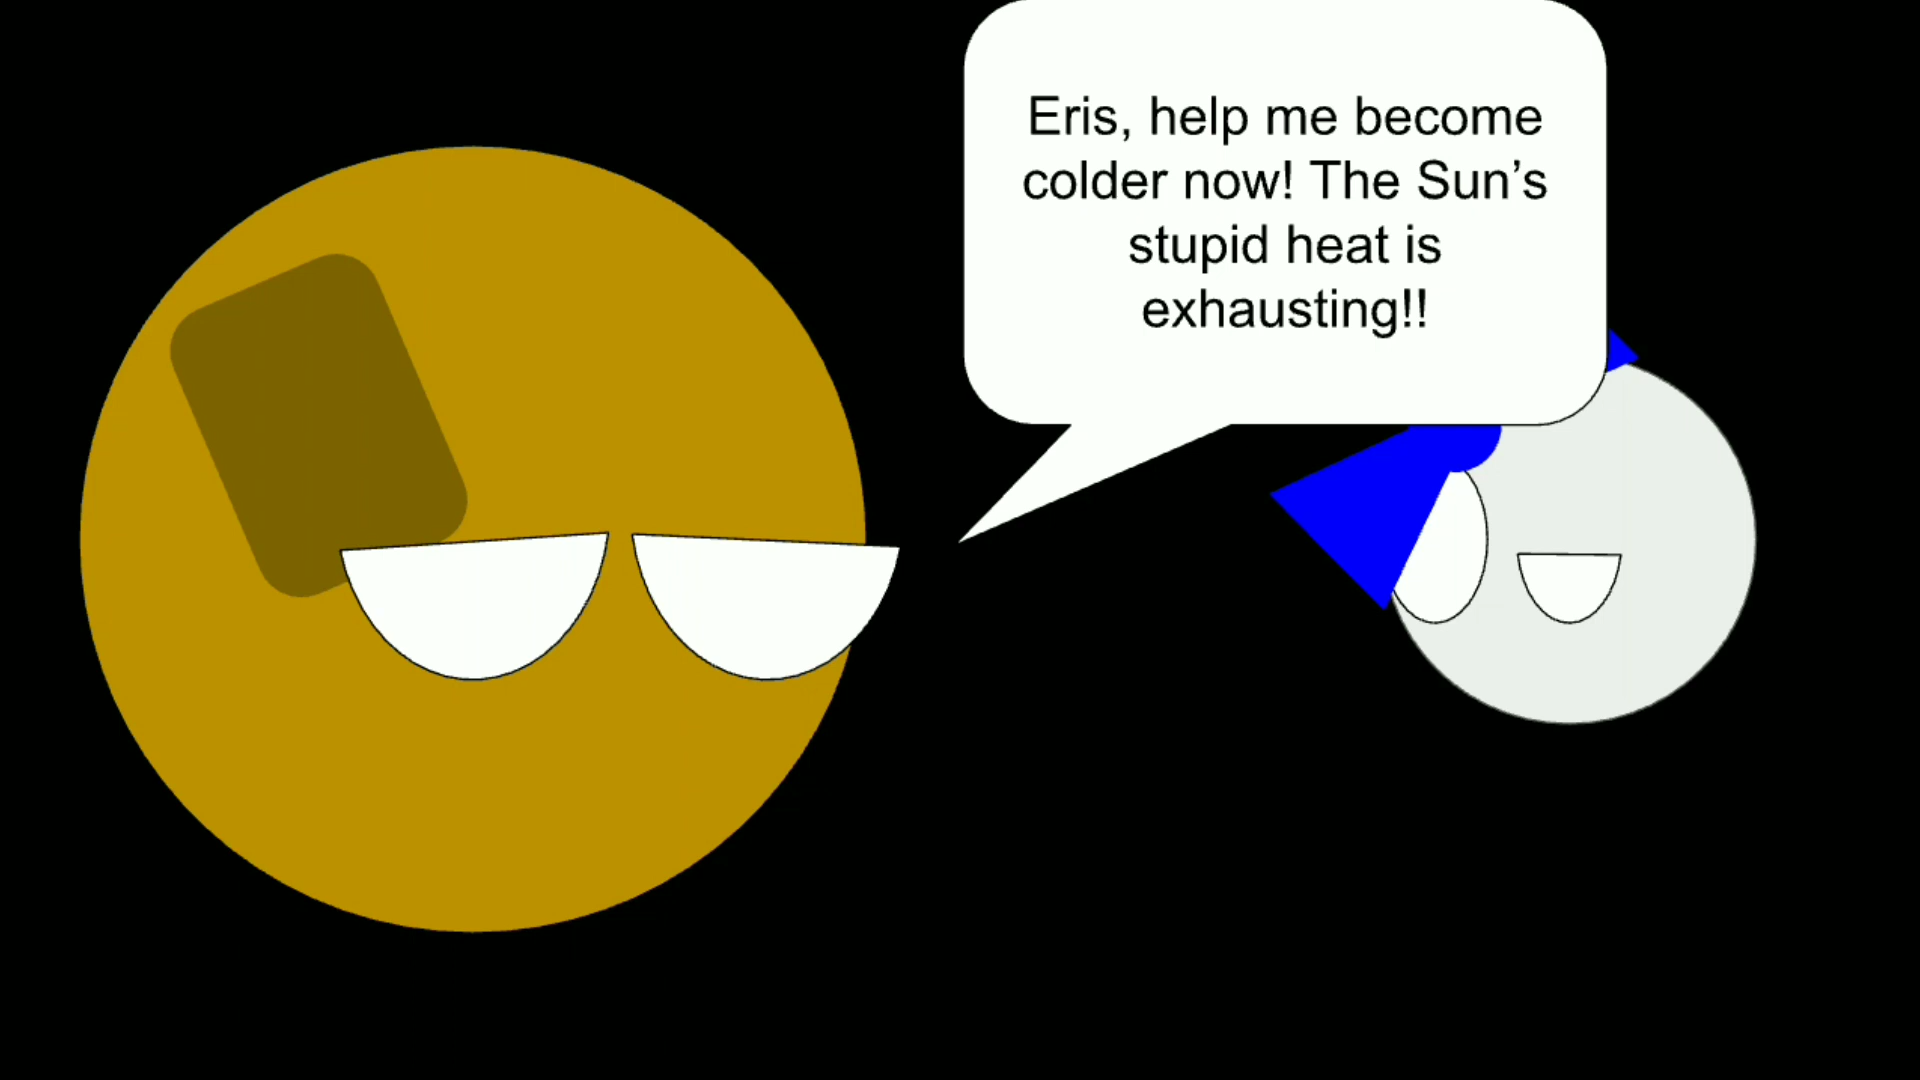 Eris, help me become
colder now! The Sun’s
stupid heat is
exhausting!!